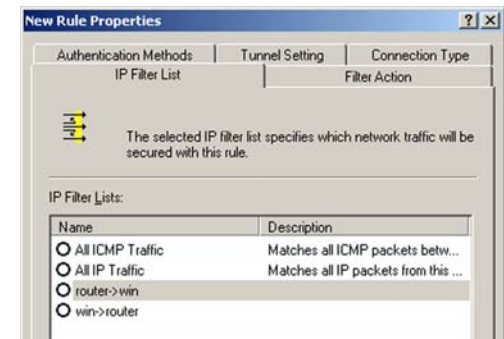 New Rule Properties
Authentication Methods Tunnel Setting Connection Type
IP Filter List Filter Action
The selected IP filter list specifies which network traffic will be
secured with this rule.
IP Filter Lists:
Name Description
All ICMP Traffic Matches all ICMP packets betw...
All IP Traffic Matches all IP packets from this ...
router->win
win->router